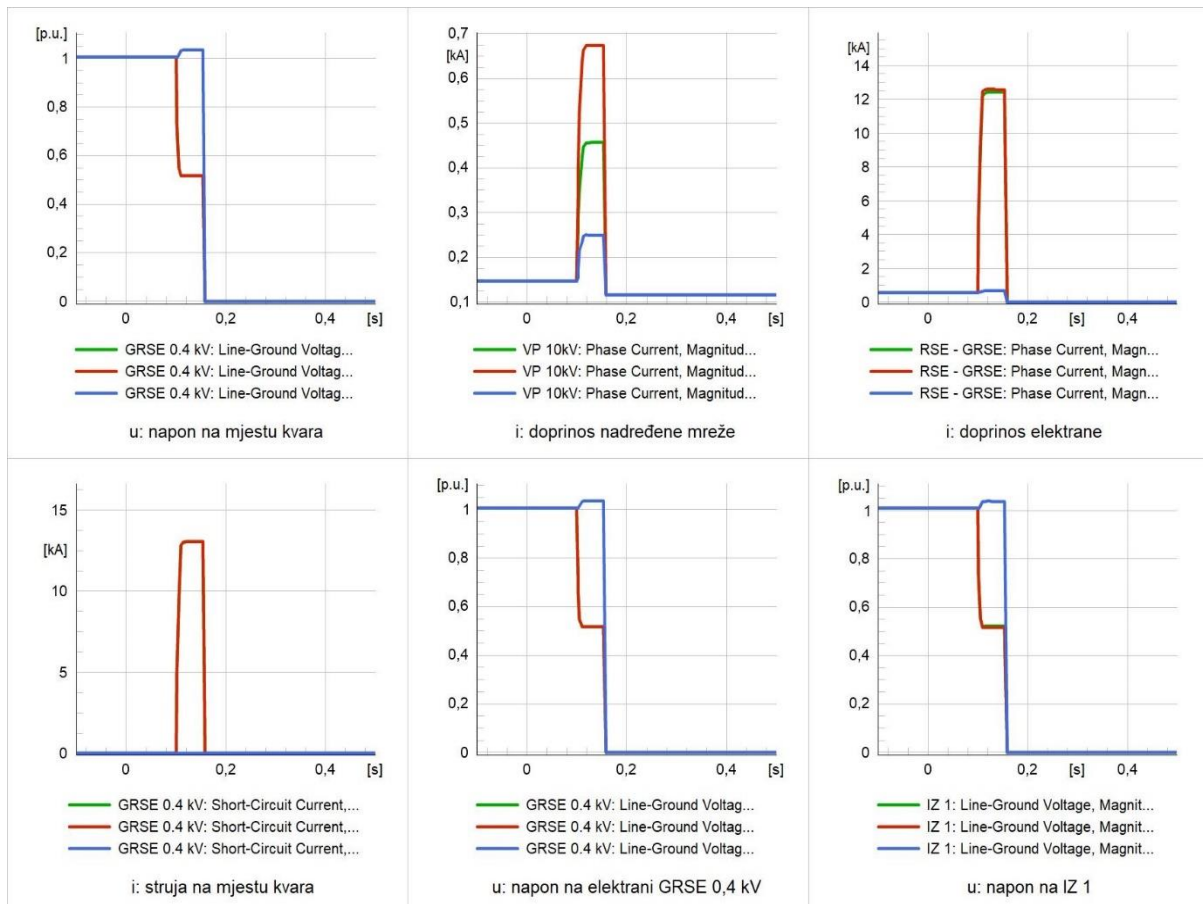 [p.u.]
1
0,8
0,6
0,4
0,2
0
0
0,2
0,4
[s]
GRSE 0.4 kV: Line-Ground Voltag...
GRSE 0.4 kV: Line-Ground Voltag...
GRSE 0.4 kV: Line-Ground Voltag...
u: napon na mjestu kvara
0,7
[kA]
0,6
0,5
0,4
0,3
0,2
0,1
0
0,2
0,4
[s]
VP 10kV: Phase Current, Magnitud...
VP 10kV: Phase Current, Magnitud...
VP 10kV: Phase Current, Magnitud...
i: doprinos nadređene mreže
[kA]
14
12
10
8
6
4
2
0
0
0,2
0,4
[s]
RSE - GRSE: Phase Current, Magn...
RSE - GRSE: Phase Current, Magn...
RSE - GRSE: Phase Current, Magn...
i: doprinos elektrane
15
[kA]
10
5
0
0
0,2
0,4
[s]
GRSE 0.4 kV: Short-Circuit Current,...
GRSE 0.4 kV: Short-Circuit Current,...
GRSE 0.4 kV: Short-Circuit Current,...
i: struja na mjestu kvara
[p.u.]
1
0,8
0,6
0,4
0,2
0
0
0,2
0,4
[s]
GRSE 0.4 kV: Line-Ground Voltag...
GRSE 0.4 kV: Line-Ground Voltag...
GRSE 0.4 kV: Line-Ground Voltag...
u: napon na elektrani GRSE 0,4 kV
[p.u.]
1
0,8
0,6
0,4
0,2
0
0
0,2
0,4
[s]
IZ 1: Line-Ground Voltage, Magnit...
IZ 1: Line-Ground Voltage, Magnit...
IZ 1: Line-Ground Voltage, Magnit...
u: napon na IZ 1